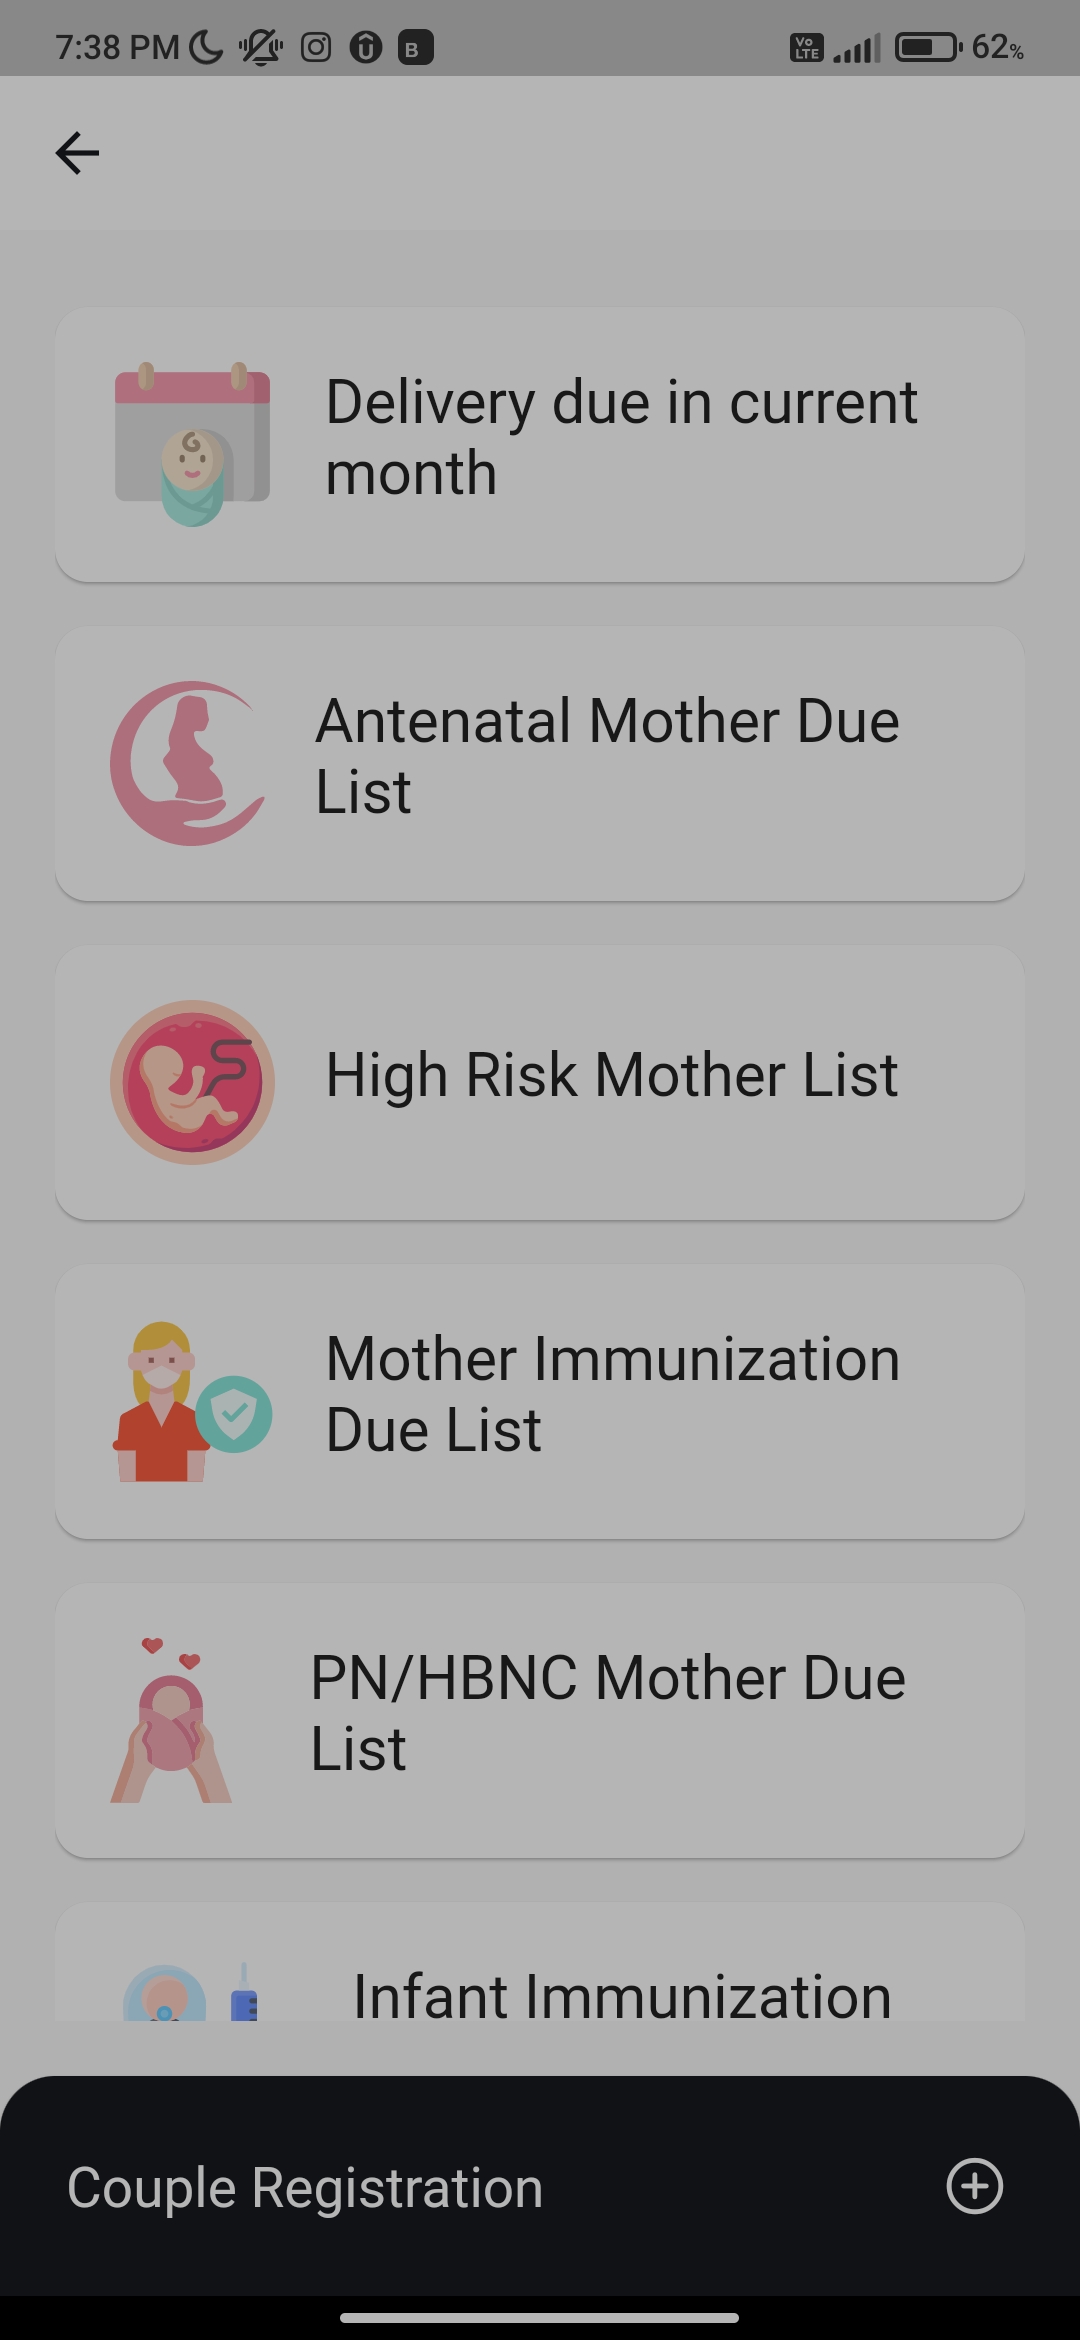 7:38 PM
B
Vo
LTE
62%
Delivery due in current
month
Antenatal Mother Due
List
High Risk Mother List
Mother Immunization
Due List
PN/HBNC Mother Due
List
Infant Immunization
Couple Registration